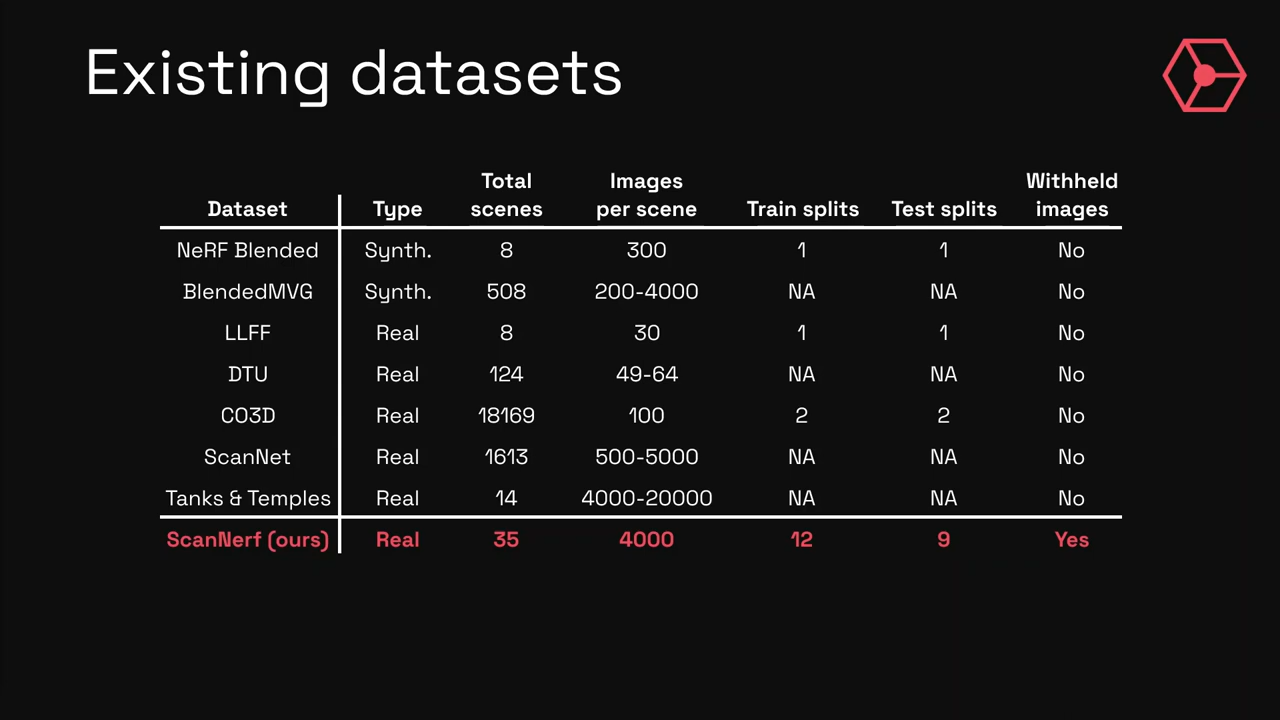 Existing datasets
Dataset Type Total scenes Images per scene Train splits Test splits Withheld images
NeRF Blended Synth. 8 300 1 1 No
BlendedMVG Synth. 508 200-4000 NA NA No
LLFF Real 8 30 1 1 No
DTU Real 124 49-64 NA NA No
CO3D Real 18169 100 2 2 No
ScanNet Real 1613 500-5000 NA NA No
Tanks & Temples Real 14 4000-20000 NA NA No
ScanNerf (ours) Real 35 4000 12 9 Yes